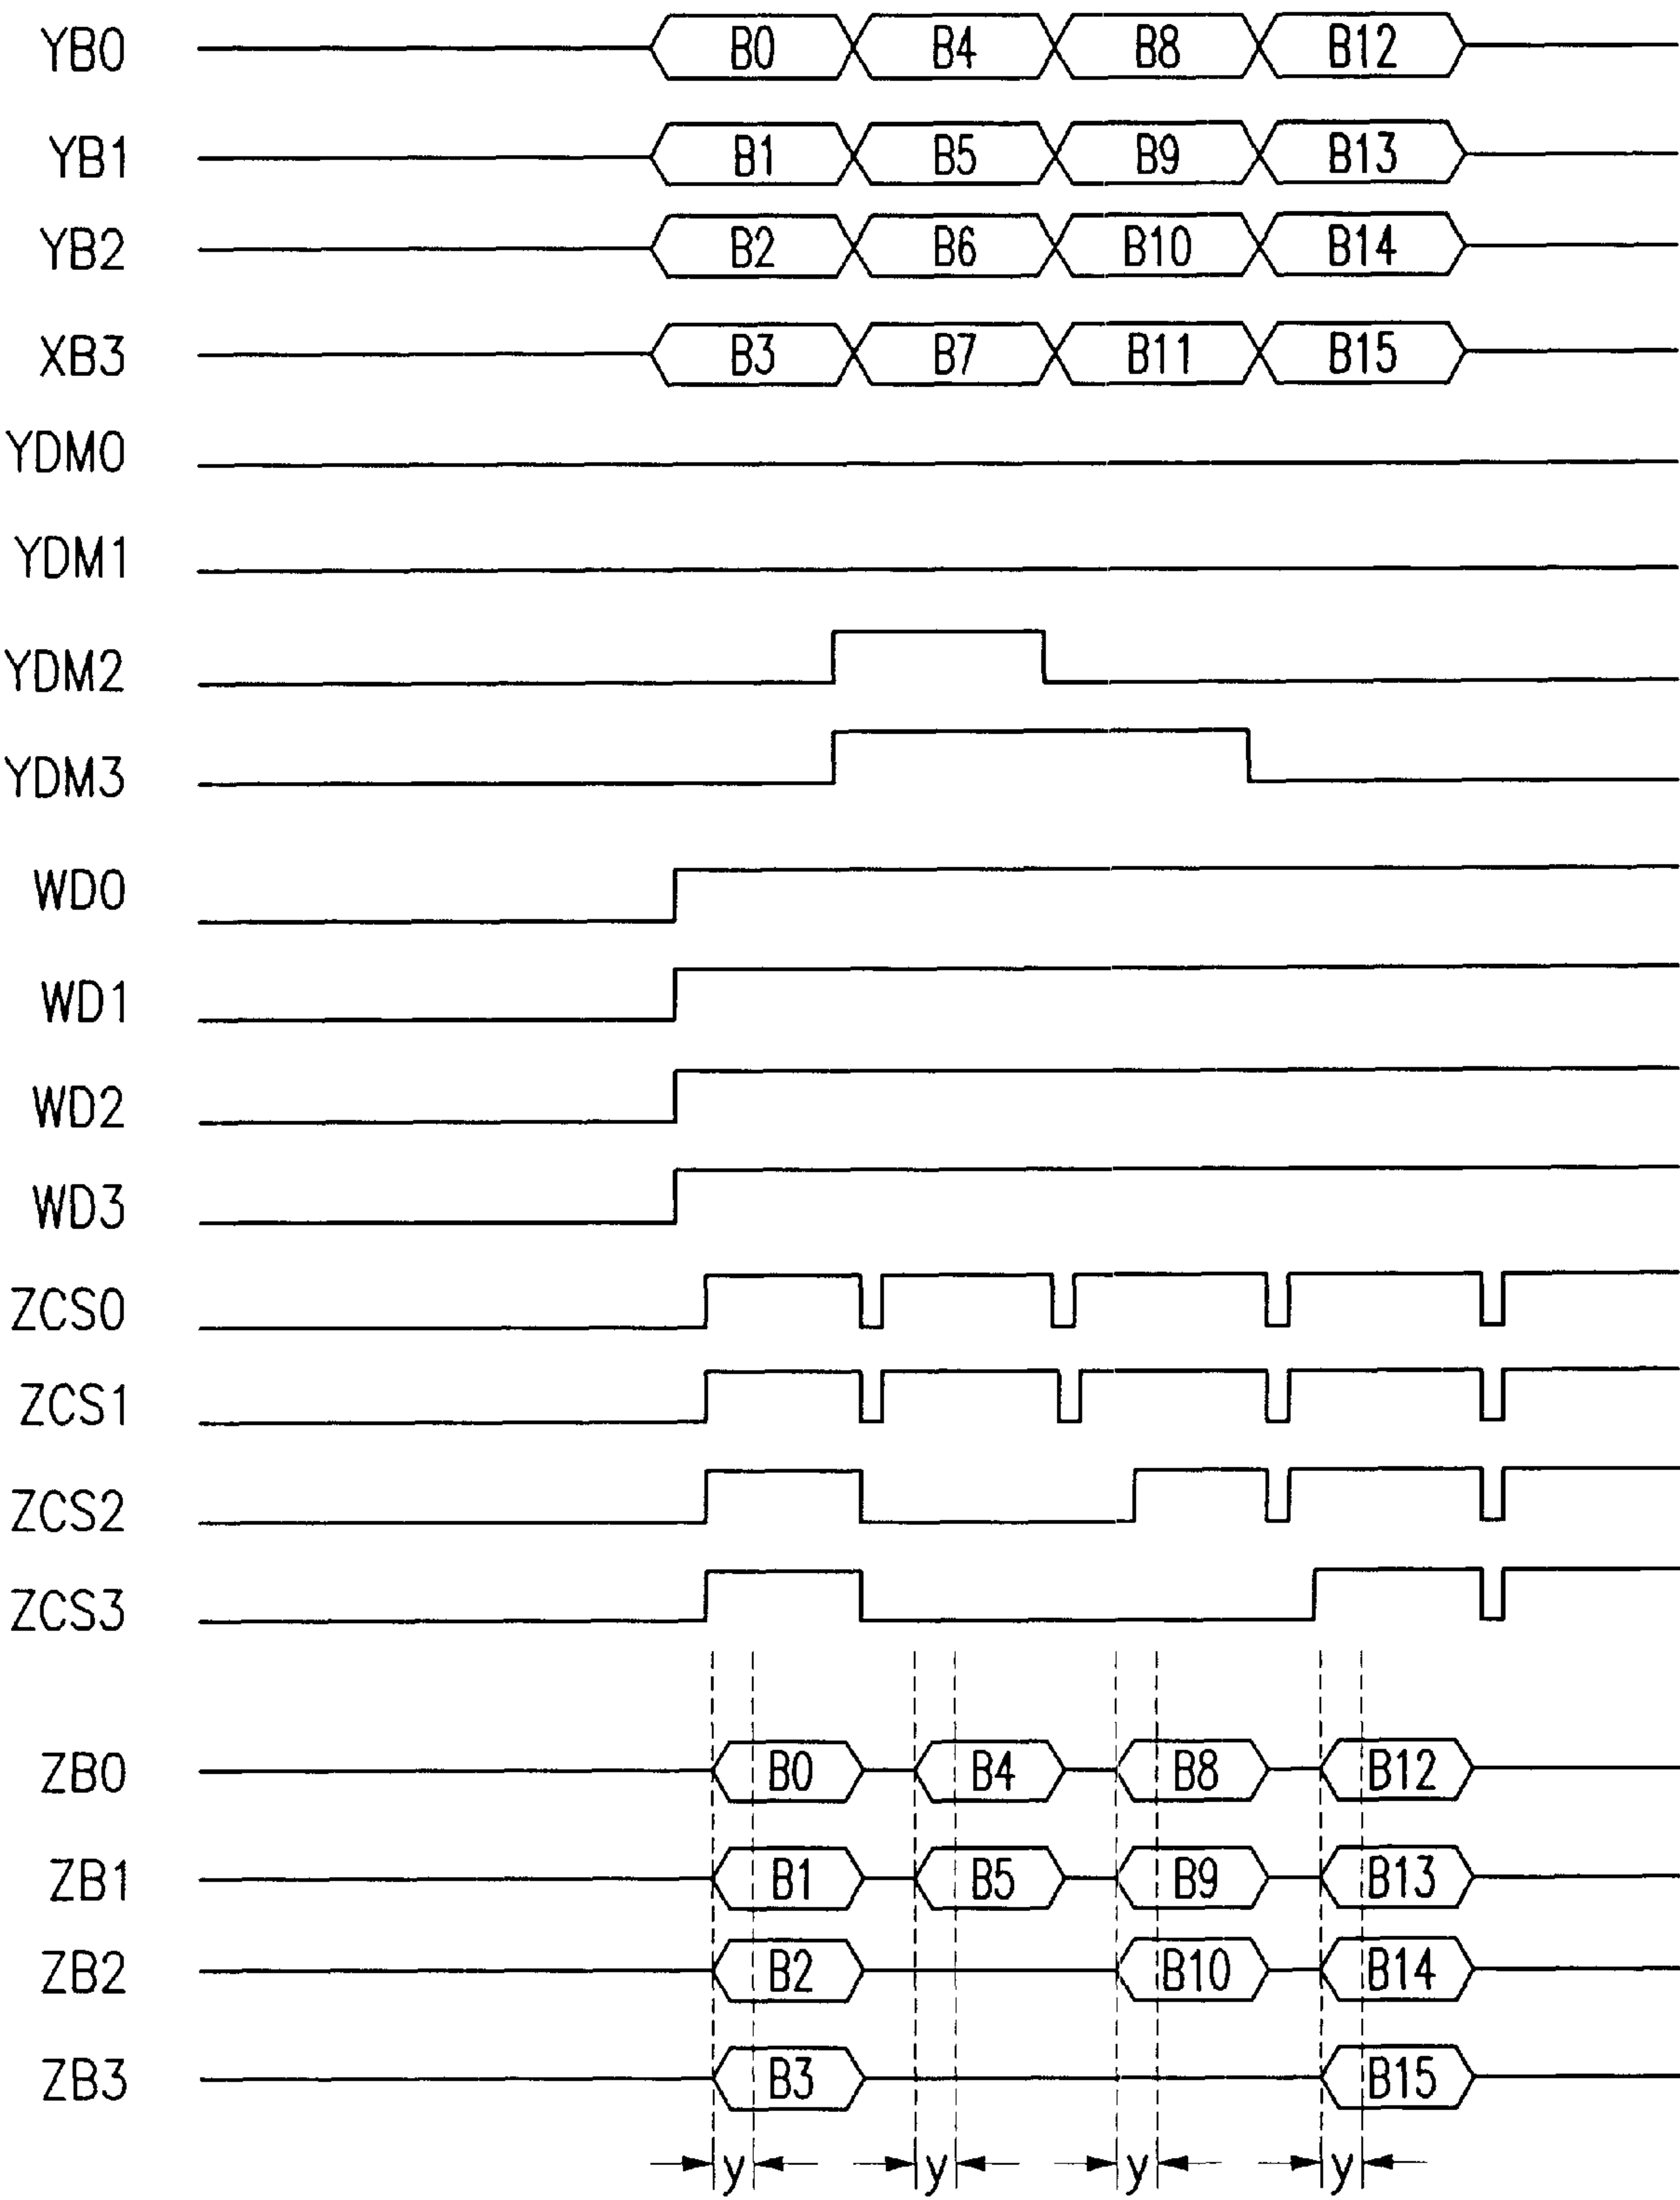 YB0 B0 B4 B8 B12
YB1 B1 B5 B9 B13
YB2 B2 B6 B10 B14
XB3 B3 B7 B11 B15
YDM0
YDM1
YDM2
YDM3
WD0
WD1
WD2
WD3
ZCS0
ZCS1
ZCS2
ZCS3
ZB0 B0 B4 B8 B12
ZB1 B1 B5 B9 B13
ZB2 B2 B10 B14
ZB3 B3 B15
y y y y